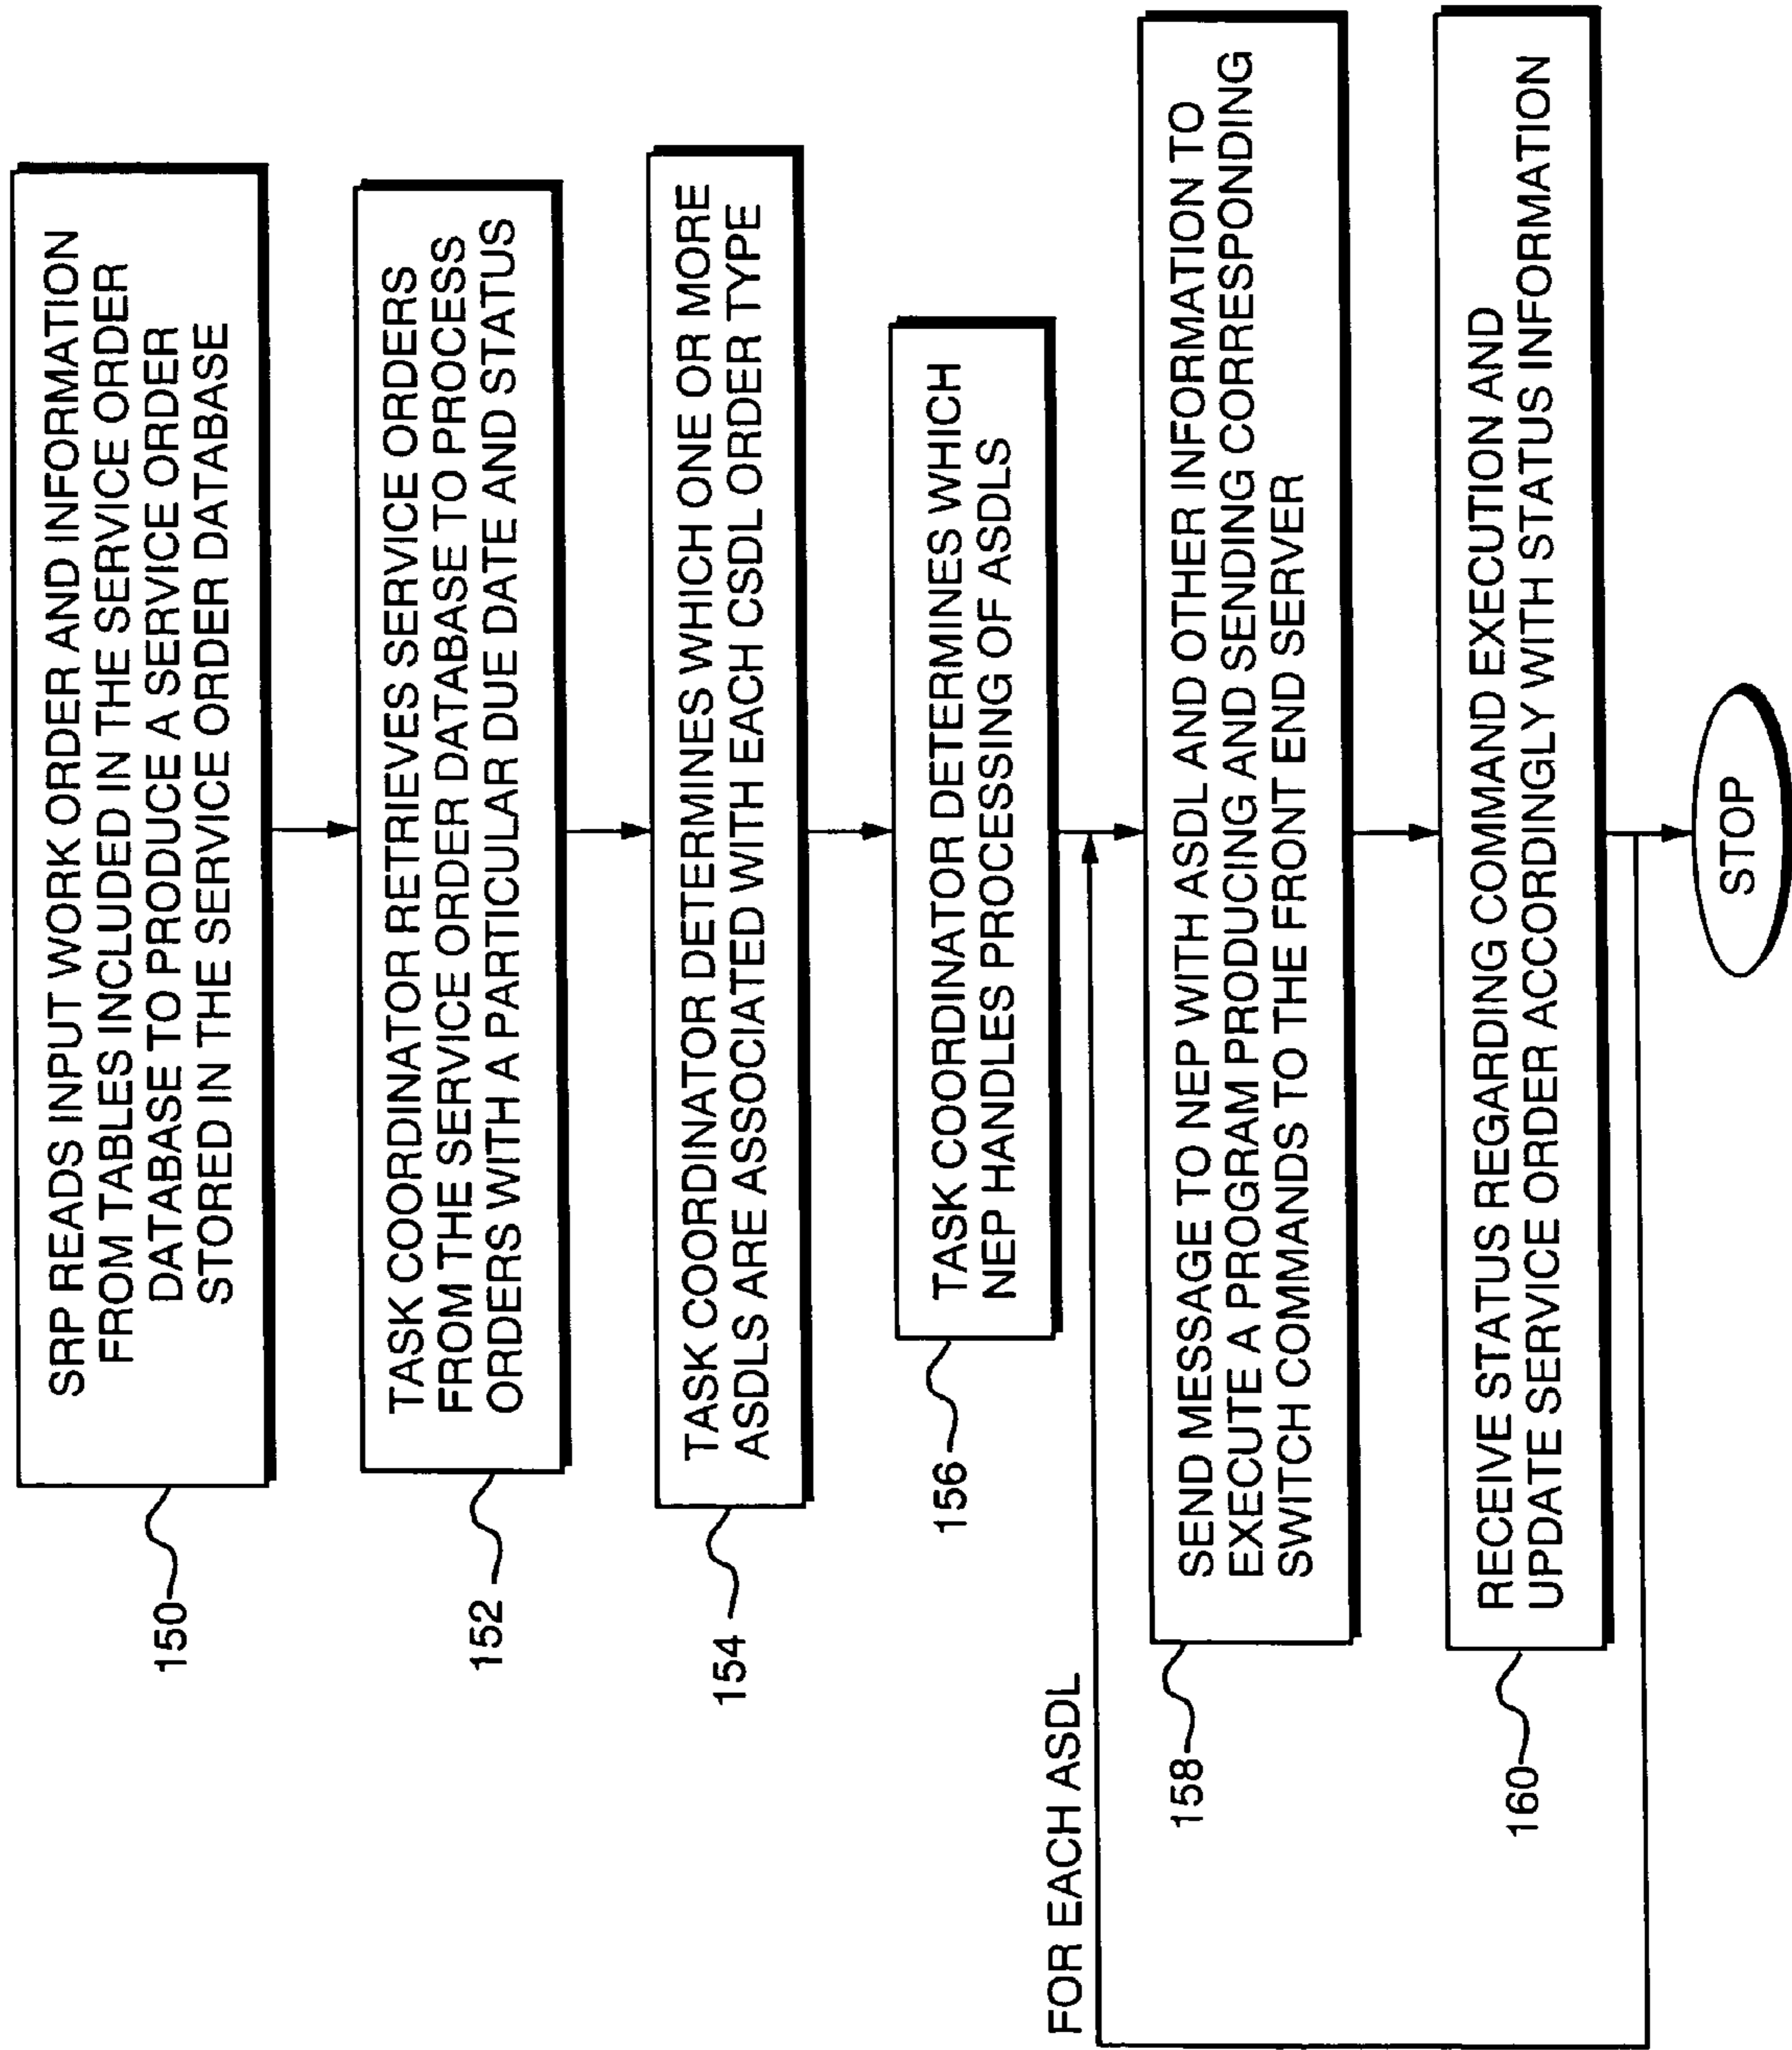 SRP READS INPUT WORK ORDER AND INFORMATION
FROM TABLES INCLUDED IN THE SERVICE ORDER
DATABASE TO PRODUCE A SERVICE ORDER
STORED IN THE SERVICE ORDER DATABASE
150
TASK COORDINATOR RETRIEVES SERVICE ORDERS
FROM THE SERVICE ORDER DATABASE TO PROCESS
ORDERS WITH A PARTICULAR DUE DATE AND STATUS
152
TASK COORDINATOR DETERMINES WHICH ONE OR MORE
ASDLS ARE ASSOCIATED WITH EACH CSDL ORDER TYPE
154
TASK COORDINATOR DETERMINES WHICH
NEP HANDLES PROCESSING OF ASDLS
156
FOR EACH ASDL
SEND MESSAGE TO NEP WITH ASDL AND OTHER INFORMATION TO
EXECUTE A PROGRAM PRODUCING AND SENDING CORRESPONDING
SWITCH COMMANDS TO THE FRONT END SERVER
158
RECEIVE STATUS REGARDING COMMAND EXECUTION AND
UPDATE SERVICE ORDER ACCORDINGLY WITH STATUS INFORMATION
160
STOP